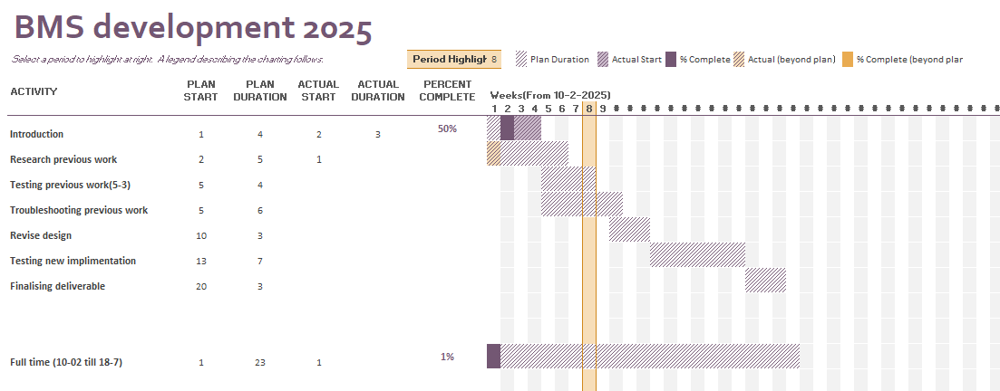 BMS development 2025
Select a period to highlight at right. A legend describing the charting follows.
Period Highligh 8 Plan Duration Actual Start % Complete Actual (beyond plan) % Complete (beyond plan
ACTIVITY PLAN START PLAN DURATION ACTUAL START ACTUAL DURATION PERCENT COMPLETE Weeks(From 10-2-2025)
1 2 3 4 5 6 7 8 9 # # # # # # # # # # # # # # # # # # # # # # # # # # # # #
Introduction 1 4 2 3 50%
Research previous work 2 5 1
Testing previous work(5-3) 5 4
Troubleshooting previous work 5 6
Revise design 10 3
Testing new implimentation 13 7
Finalising deliverable 20 3
Full time (10-02 till 18-7) 1 23 1 1%